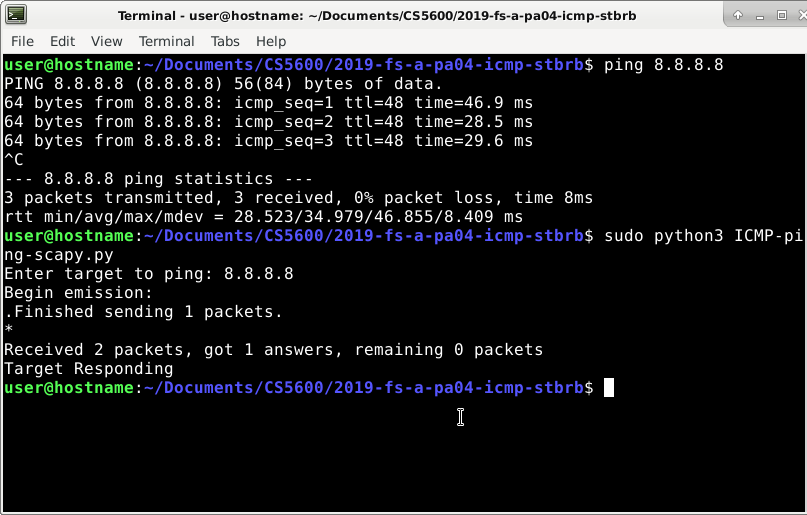 Terminal - user@hostname: ~/Documents/CS5600/2019-fs-a-pa04-icmp-stbrb
File Edit View Terminal Tabs Help
user@hostname:~/Documents/CS5600/2019-fs-a-pa04-icmp-stbrb$ ping 8.8.8.8
PING 8.8.8.8 (8.8.8.8) 56(84) bytes of data.
64 bytes from 8.8.8.8: icmp_seq=1 ttl=48 time=46.9 ms
64 bytes from 8.8.8.8: icmp_seq=2 ttl=48 time=28.5 ms
64 bytes from 8.8.8.8: icmp_seq=3 ttl=48 time=29.6 ms
^C
--- 8.8.8.8 ping statistics ---
3 packets transmitted, 3 received, 0% packet loss, time 8ms
rtt min/avg/max/mdev = 28.523/34.979/46.855/8.409 ms
user@hostname:~/Documents/CS5600/2019-fs-a-pa04-icmp-stbrb$ sudo python3 ICMP-pi
ng-scapy.py
Enter target to ping: 8.8.8.8
Begin emission:
.Finished sending 1 packets.
*
Received 2 packets, got 1 answers, remaining 0 packets
Target Responding
user@hostname:~/Documents/CS5600/2019-fs-a-pa04-icmp-stbrb$